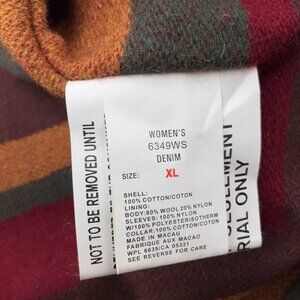 WOMEN'S
6349WS
DENIM
SIZE: XL
SHELL:
100% COTTON/COTON
LINING:
BODY:80% WOOL 20% NYLON
SLEEVES: 100% NYLON
W/100% POLYESTERISOTHERM
COLLAR:100% COTTON/COTON
MADE IN MACAU
FABRIQUE AUX MACAO
WPL 6635/CA 05331
SEE REVERSE FOR CARE
NOT TO BE REMOVED UNTIL
RIAL ONLY